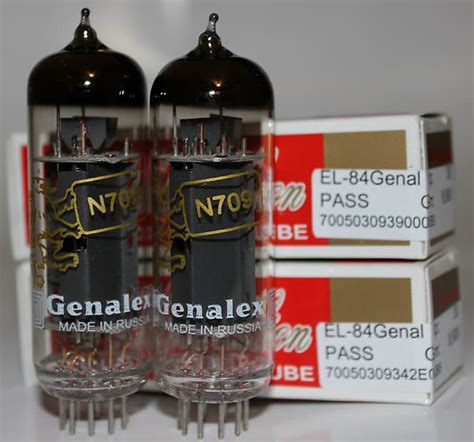 N709
Genalex
MADE IN RUSSIA
N709
Genalex
MADE IN RUSSIA
EL-84Genal
PASS
700503093900
UBE
EL-84Genal
PASS
70050309342E
UBE